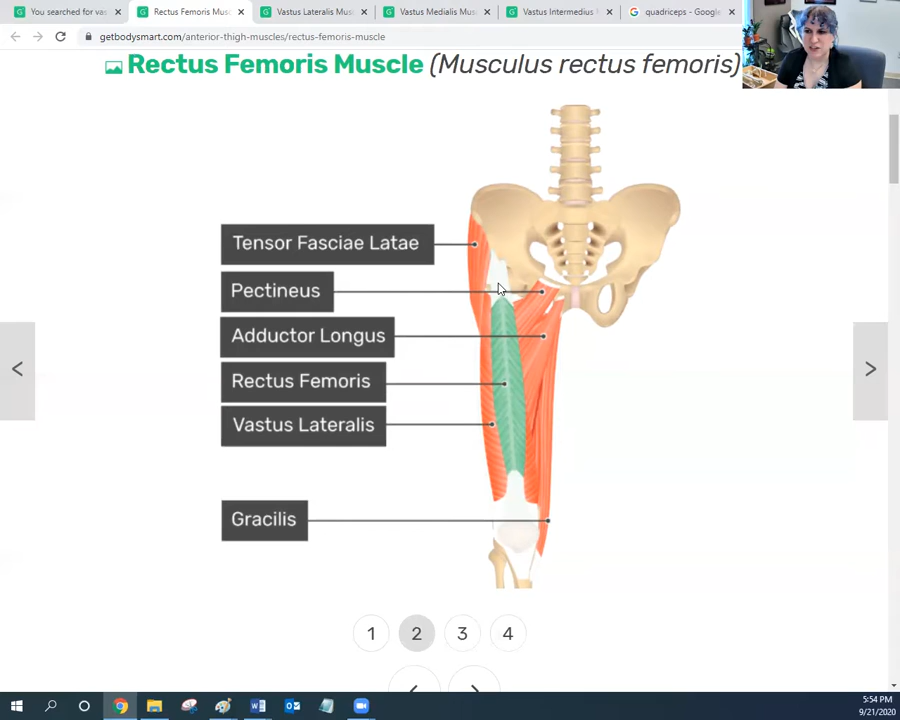 You searched for vas
Rectus Femoris Musc
Vastus Lateralis Mus
Vastus Medialis Mus
Vastus Intermedius
quadriceps - Google
getbodysmart.com/anterior-thigh-muscles/rectus-femoris-muscle
Rectus Femoris Muscle (Musculus rectus femoris)
Tensor Fasciae Latae
Pectineus
Adductor Longus
Rectus Femoris
Vastus Lateralis
Gracilis
1 2 3 4
5:54 PM
9/21/2020